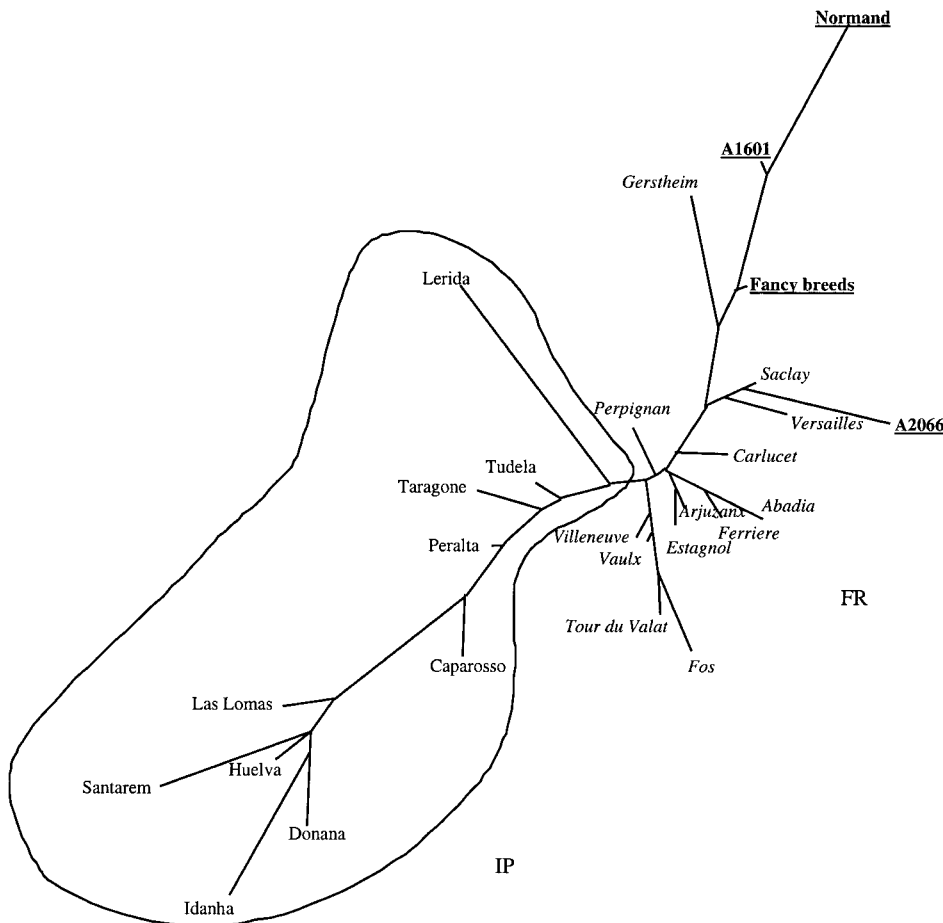 Normand
A1601
Gerstheim
Lerida
Fancy breeds
Saclay
Perpignan
Versailles
A2066
Carlucet
Tudela
Taragone
Abadia
Arjuzanx
Ferriere
Villeneuve
Estagnol
Peralta
Vaulx
FR
Tour du Valat
Caparosso
Fos
Las Lomas
Huelva
Santarem
Donana
IP
Idanha